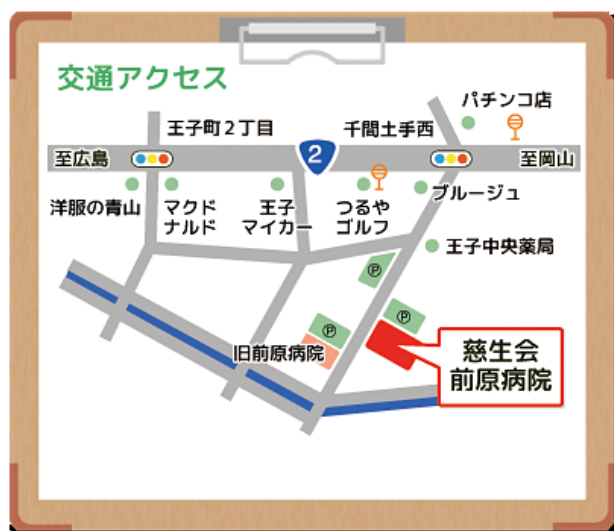 交通アクセス
パチンコ店
王子町２丁目
千間土手西
至広島
2
至岡山
洋服の青山
マクド
ナルド
王子
マイカー
つるや
ゴルフ
ブルージュ
王子中央薬局
P
P
P
旧前原病院
慈生会
前原病院